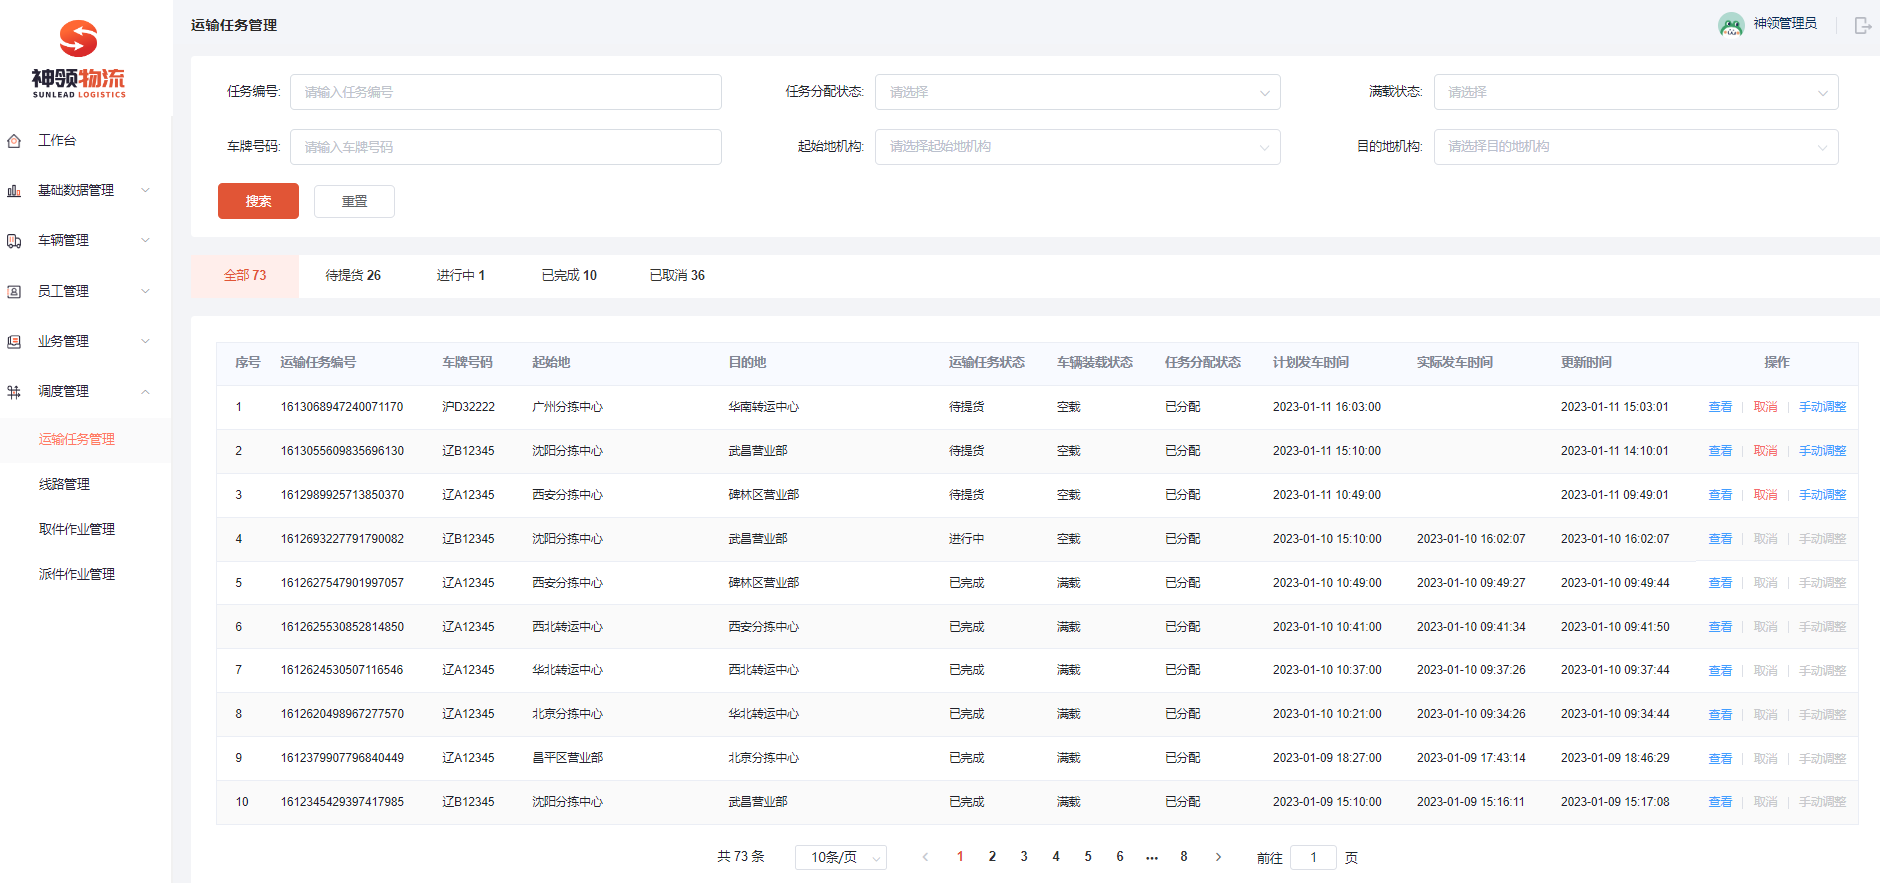 神领物流
SUNLEAD LOGISTICS
工作台
基础数据管理
车辆管理
员工管理
业务管理
调度管理
运输任务管理
线路管理
取件作业管理
派件作业管理
运输任务管理
神领管理员
任务编号: 请输入任务编号 任务分配状态: 请选择 满载状态: 请选择
车牌号码: 请输入车牌号码 起始地机构: 请选择起始地机构 目的地机构: 请选择目的地机构
搜索 重置
全部 73 待提货 26 进行中 1 已完成 10 已取消 36
序号 运输任务编号 车牌号码 起始地 目的地 运输任务状态 车辆装载状态 任务分配状态 计划发车时间 实际发车时间 更新时间 操作
1 1613068947240071170 沪D32222 广州分拣中心 华南转运中心 待提货 空载 已分配 2023-01-11 16:03:00 2023-01-11 15:03:01 查看 取消 手动调整
2 1613055609835696130 辽B12345 沈阳分拣中心 武昌营业部 待提货 空载 已分配 2023-01-11 15:10:00 2023-01-11 14:10:01 查看 取消 手动调整
3 1612989925713850370 辽A12345 西安分拣中心 碑林区营业部 待提货 空载 已分配 2023-01-11 10:49:00 2023-01-11 09:49:01 查看 取消 手动调整
4 1612693227791790082 辽B12345 沈阳分拣中心 武昌营业部 进行中 空载 已分配 2023-01-10 15:10:00 2023-01-10 16:02:07 2023-01-10 16:02:07 查看 取消 手动调整
5 1612627547901997057 辽A12345 西安分拣中心 碑林区营业部 已完成 满载 已分配 2023-01-10 10:49:00 2023-01-10 09:49:27 2023-01-10 09:49:44 查看 取消 手动调整
6 1612625530852814850 辽A12345 西北转运中心 西安分拣中心 已完成 满载 已分配 2023-01-10 10:41:00 2023-01-10 09:41:34 2023-01-10 09:41:50 查看 取消 手动调整
7 1612624530507116546 辽A12345 华北转运中心 西北转运中心 已完成 满载 已分配 2023-01-10 10:37:00 2023-01-10 09:37:26 2023-01-10 09:37:44 查看 取消 手动调整
8 1612620498967277570 辽A12345 北京分拣中心 华北转运中心 已完成 满载 已分配 2023-01-10 10:21:00 2023-01-10 09:34:26 2023-01-10 09:34:44 查看 取消 手动调整
9 1612379907796840449 辽A12345 昌平区营业部 北京分拣中心 已完成 满载 已分配 2023-01-09 18:27:00 2023-01-09 17:43:14 2023-01-09 18:46:29 查看 取消 手动调整
10 1612345429397417985 辽B12345 沈阳分拣中心 武昌营业部 已完成 满载 已分配 2023-01-09 15:10:00 2023-01-09 15:16:11 2023-01-09 15:17:08 查看 取消 手动调整
共 73 条 10条/页 1 2 3 4 5 6 ••• 8 前往 1 页